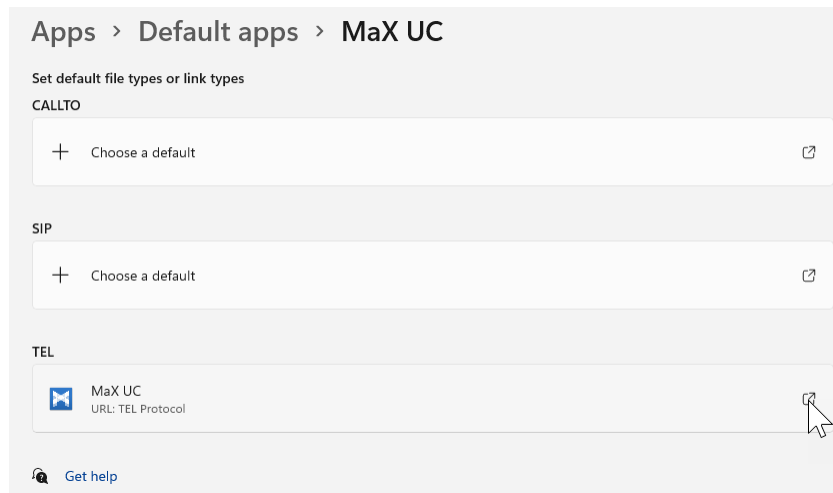 Apps > Default apps > MaX UC
Set default file types or link types
CALLTO
Choose a default
SIP
Choose a default
TEL
MaX UC
URL: TEL Protocol
Get help